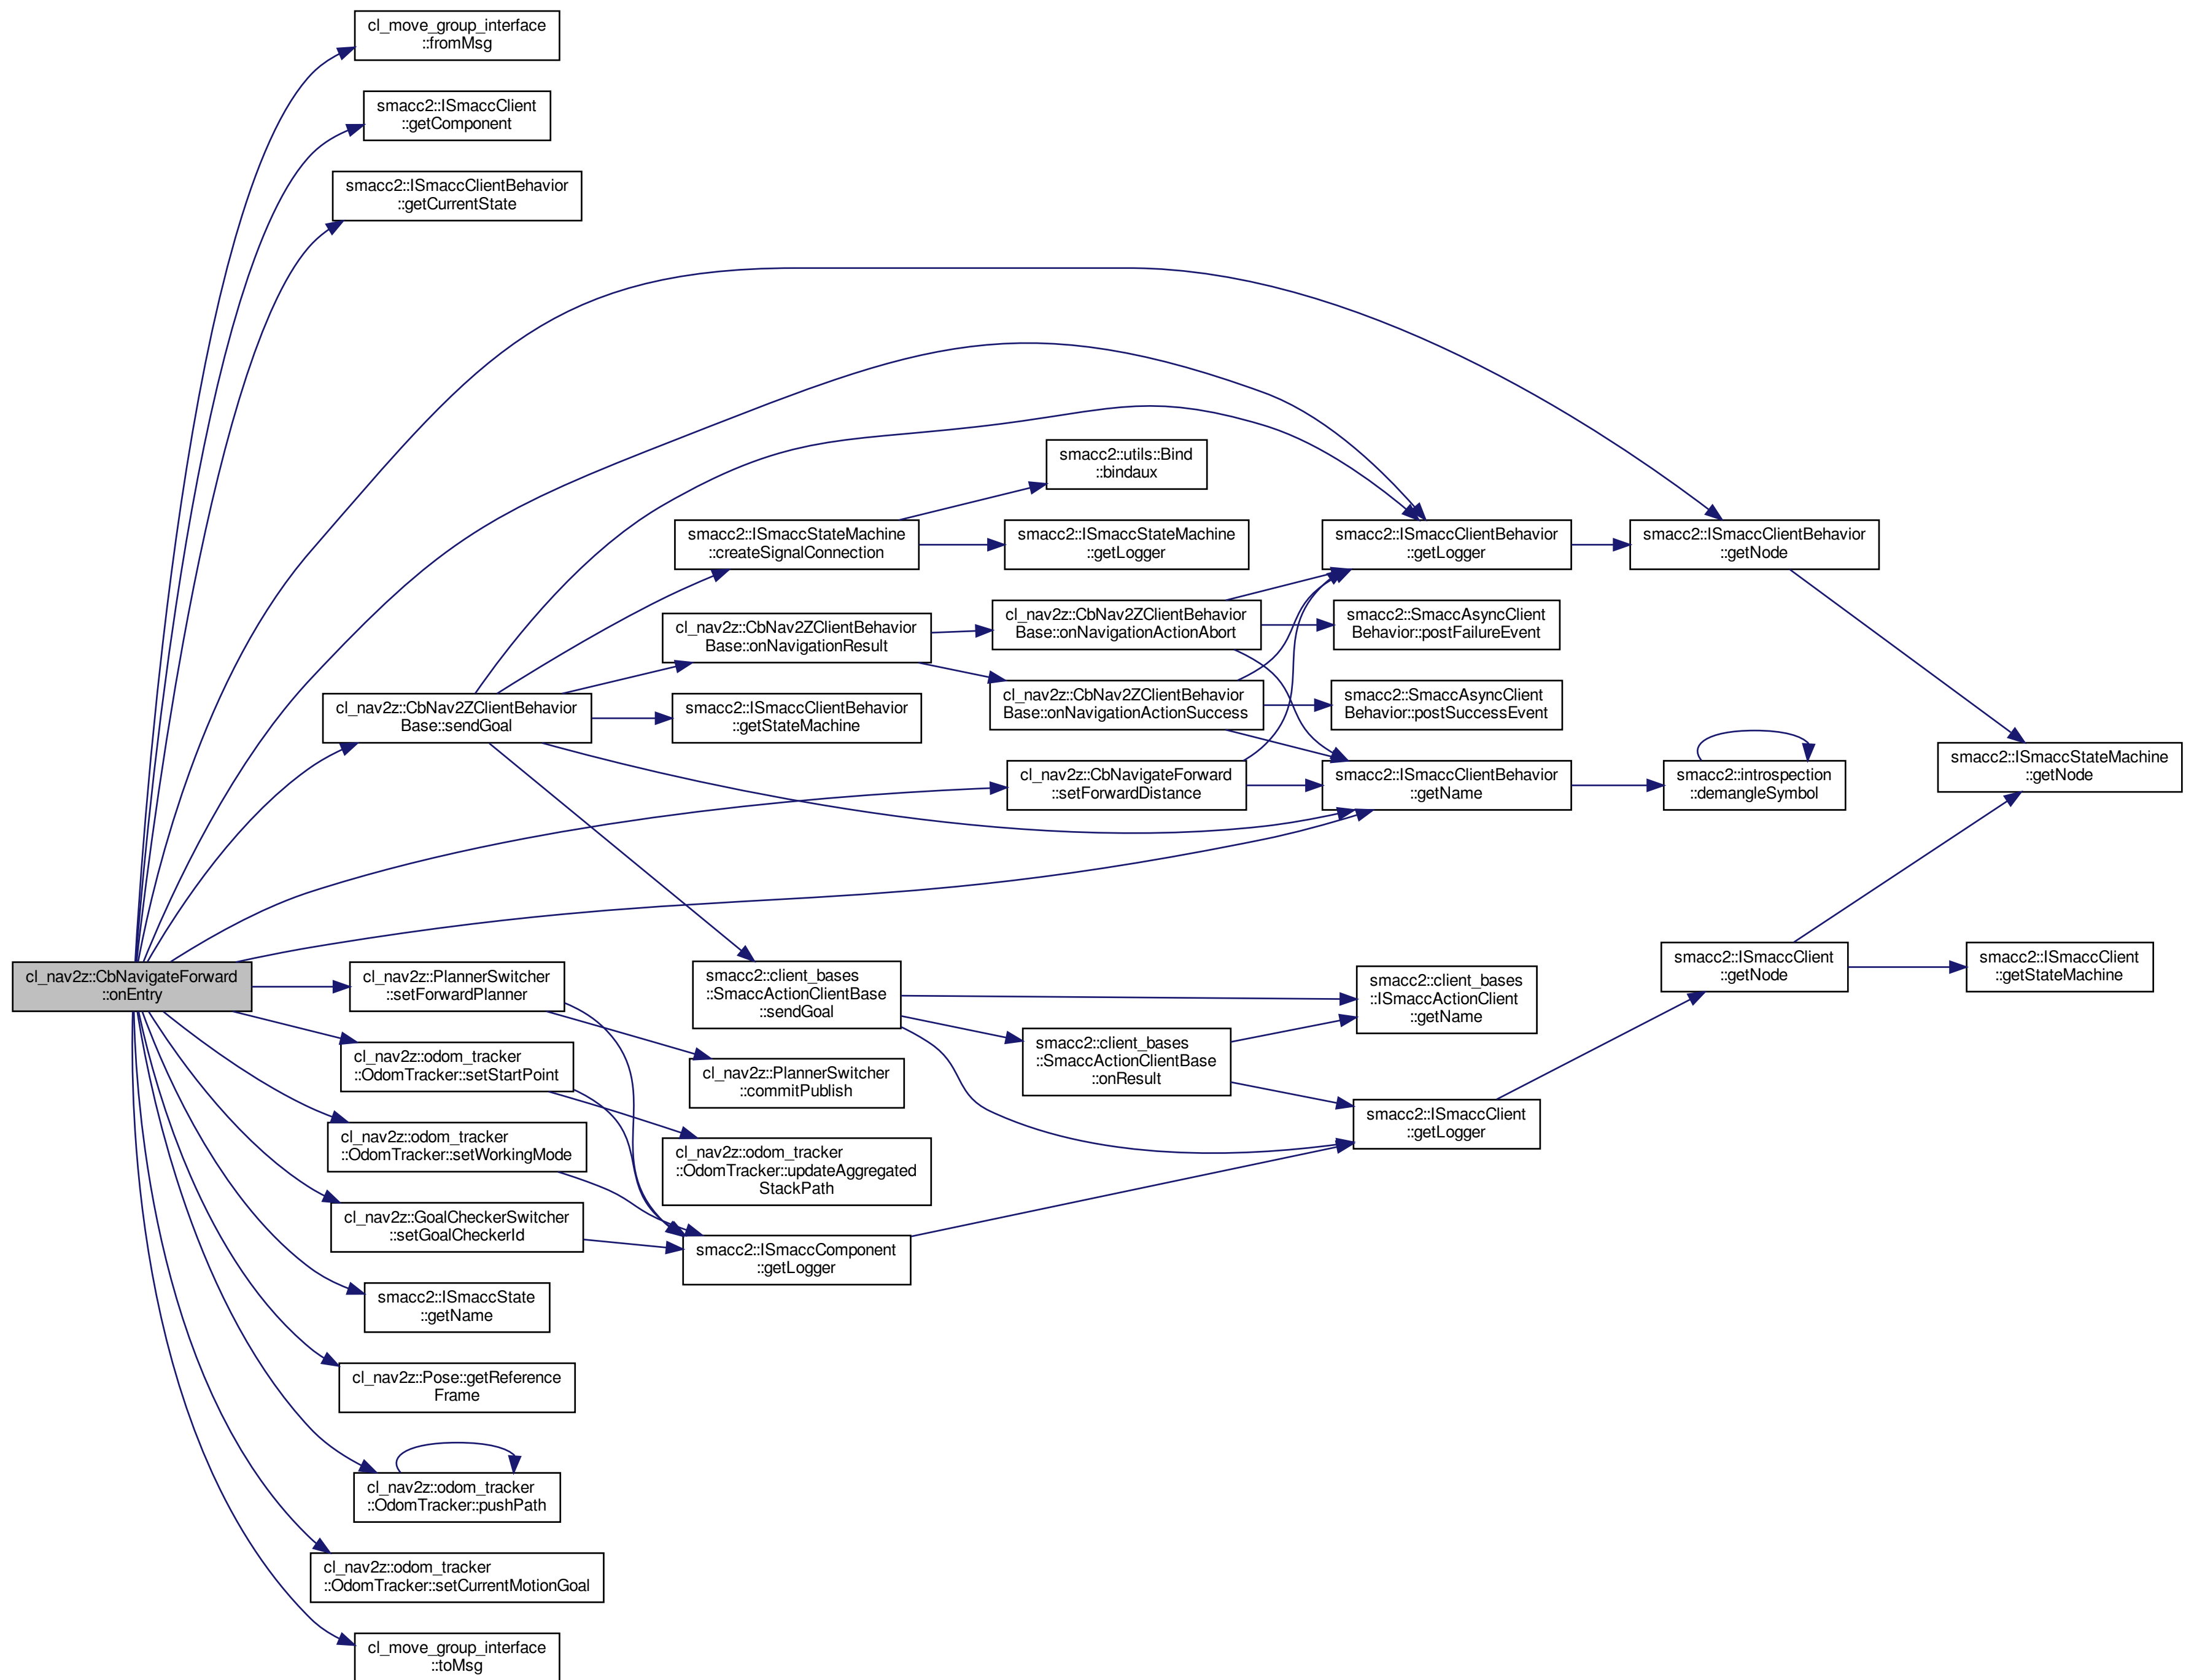 cl_move_group_interface
::fromMsg
smacc2::ISmaccClient
::getComponent
smacc2::ISmaccClientBehavior
::getCurrentState
smacc2::utils::Bind
::bindaux
smacc2::ISmaccStateMachine
::createSignalConnection
smacc2::ISmaccStateMachine
::getLogger
smacc2::ISmaccClientBehavior
::getLogger
smacc2::ISmaccClientBehavior
::getNode
cl_nav2z::CbNav2ZClientBehavior
Base::onNavigationResult
cl_nav2z::CbNav2ZClientBehavior
Base::onNavigationActionAbort
smacc2::SmaccAsyncClient
Behavior::postFailureEvent
cl_nav2z::CbNav2ZClientBehavior
Base::sendGoal
smacc2::ISmaccClientBehavior
::getStateMachine
cl_nav2z::CbNav2ZClientBehavior
Base::onNavigationActionSuccess
smacc2::SmaccAsyncClient
Behavior::postSuccessEvent
cl_nav2z::CbNavigateForward
::setForwardDistance
smacc2::ISmaccClientBehavior
::getName
smacc2::introspection
::demangleSymbol
smacc2::ISmaccStateMachine
::getNode
cl_nav2z::CbNavigateForward
::onEntry
cl_nav2z::PlannerSwitcher
::setForwardPlanner
smacc2::client_bases
::SmaccActionClientBase
::sendGoal
smacc2::client_bases
::ISmaccActionClient
::getName
smacc2::ISmaccClient
::getNode
smacc2::ISmaccClient
::getStateMachine
cl_nav2z::odom_tracker
::OdomTracker::setStartPoint
cl_nav2z::PlannerSwitcher
::commitPublish
smacc2::client_bases
::SmaccActionClientBase
::onResult
smacc2::ISmaccClient
::getLogger
cl_nav2z::odom_tracker
::OdomTracker::setWorkingMode
cl_nav2z::odom_tracker
::OdomTracker::updateAggregated
StackPath
cl_nav2z::GoalCheckerSwitcher
::setGoalCheckerId
smacc2::ISmaccComponent
::getLogger
smacc2::ISmaccState
::getName
cl_nav2z::Pose::getReference
Frame
cl_nav2z::odom_tracker
::OdomTracker::pushPath
cl_nav2z::odom_tracker
::OdomTracker::setCurrentMotionGoal
cl_move_group_interface
::toMsg